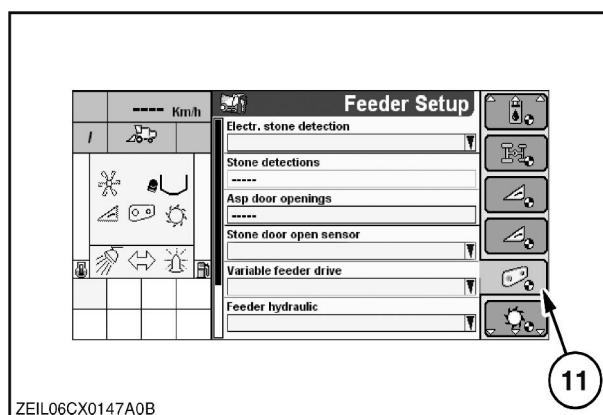 ---- Km/h
Feeder Setup
/
Electr. stone detection
Stone detections
-----
Asp door openings
-----
Stone door open sensor
Variable feeder drive
Feeder hydraulic
11
ZEIL06CX0147A0B